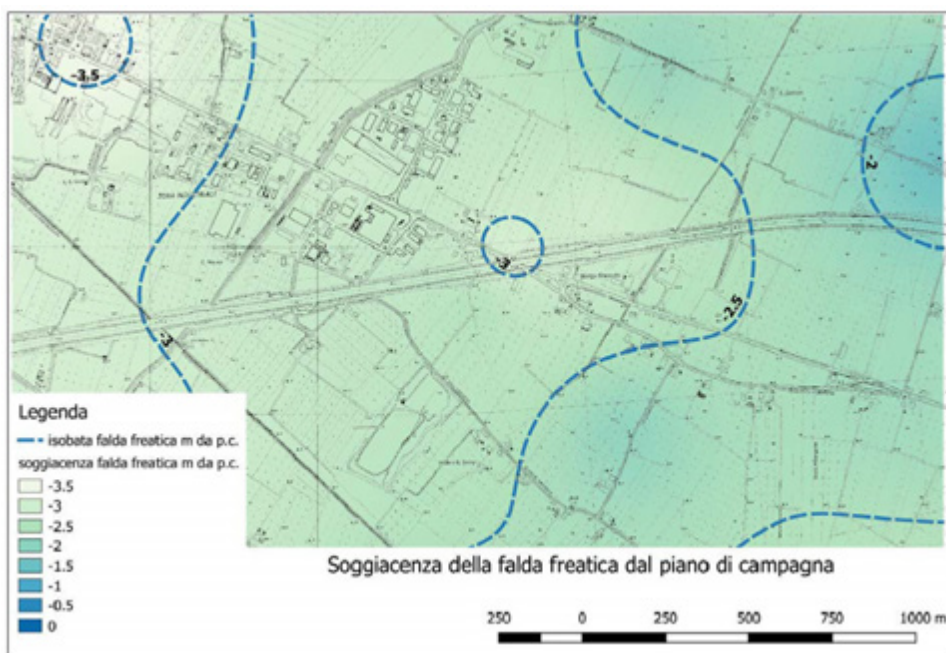 -3.5
-2
-3
-2.5
-3
Legenda
isobata falda freatica m da p.c.
soggiacenza falda freatica m da p.c.
-3.5
-3
-2.5
-2
-1.5
-1
-0.5
0
Soggiacenza della falda freatica dal piano di campagna
250 0 250 500 750 1000 m